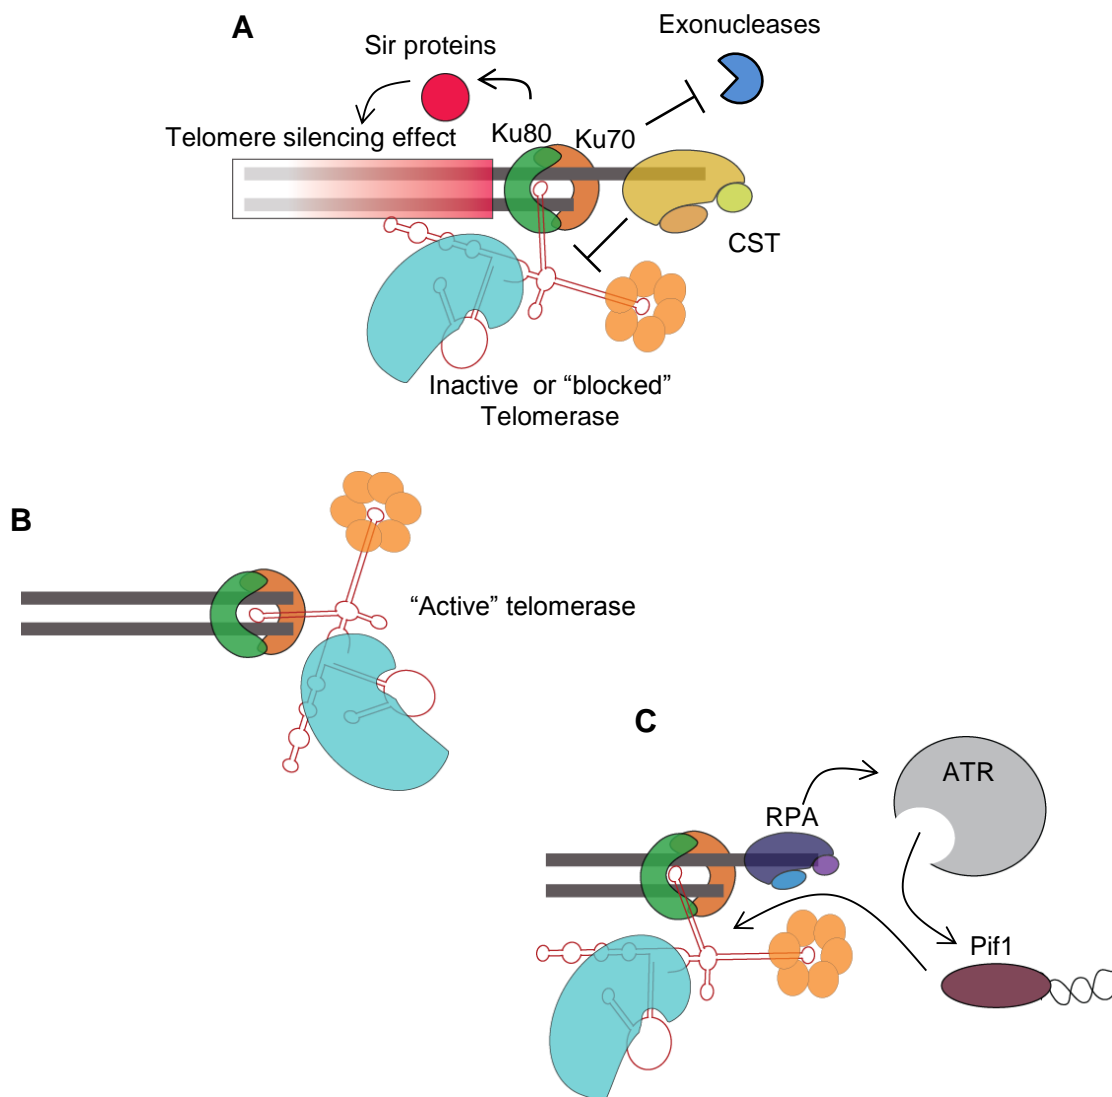 A
Exonucleases
Sir proteins
Telomere silencing effect
Ku80
Ku70
CST
Inactive or “blocked”
Telomerase
B
“Active” telomerase
C
ATR
RPA
Pif1